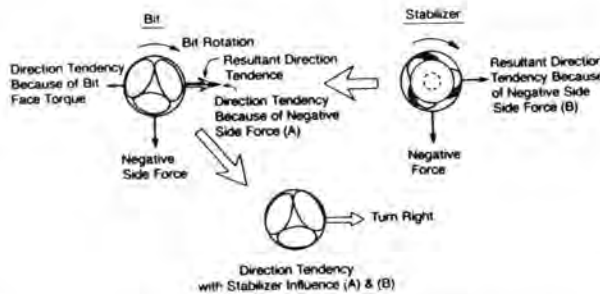 Bit
Bit Rotation
Resultant Direction
Tendence
Direction Tendency
Because of Bit
Face Torque
Direction Tendency
Because of Negative
Side Force (A)
Negative
Side Force
Stabilizer
Resultant Direction
Tendency Because
of Negative Side
Side Force (B)
Negative
Force
Turn Right
Direction Tendency
with Stabilizer Influence (A) & (B)